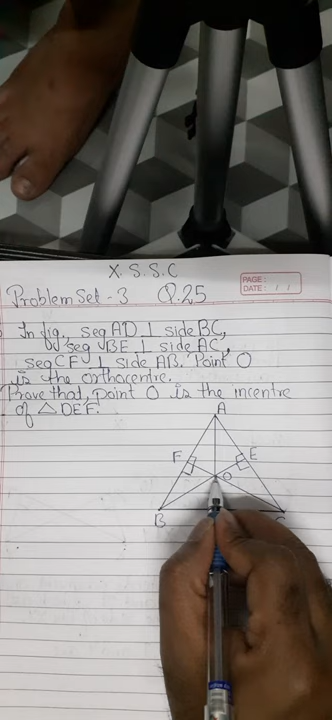 X. S. S. C
PAGE:
DATE: / /
Problem Set - 3 Q.25
In fig, seg AD ⊥ side BC,
seg BE ⊥ side AC,
seg CF ⊥ side AB. Point O
is the orthocentre.
Prove that, point O is the incentre
of △DEF.
A
F
E
O
B
C